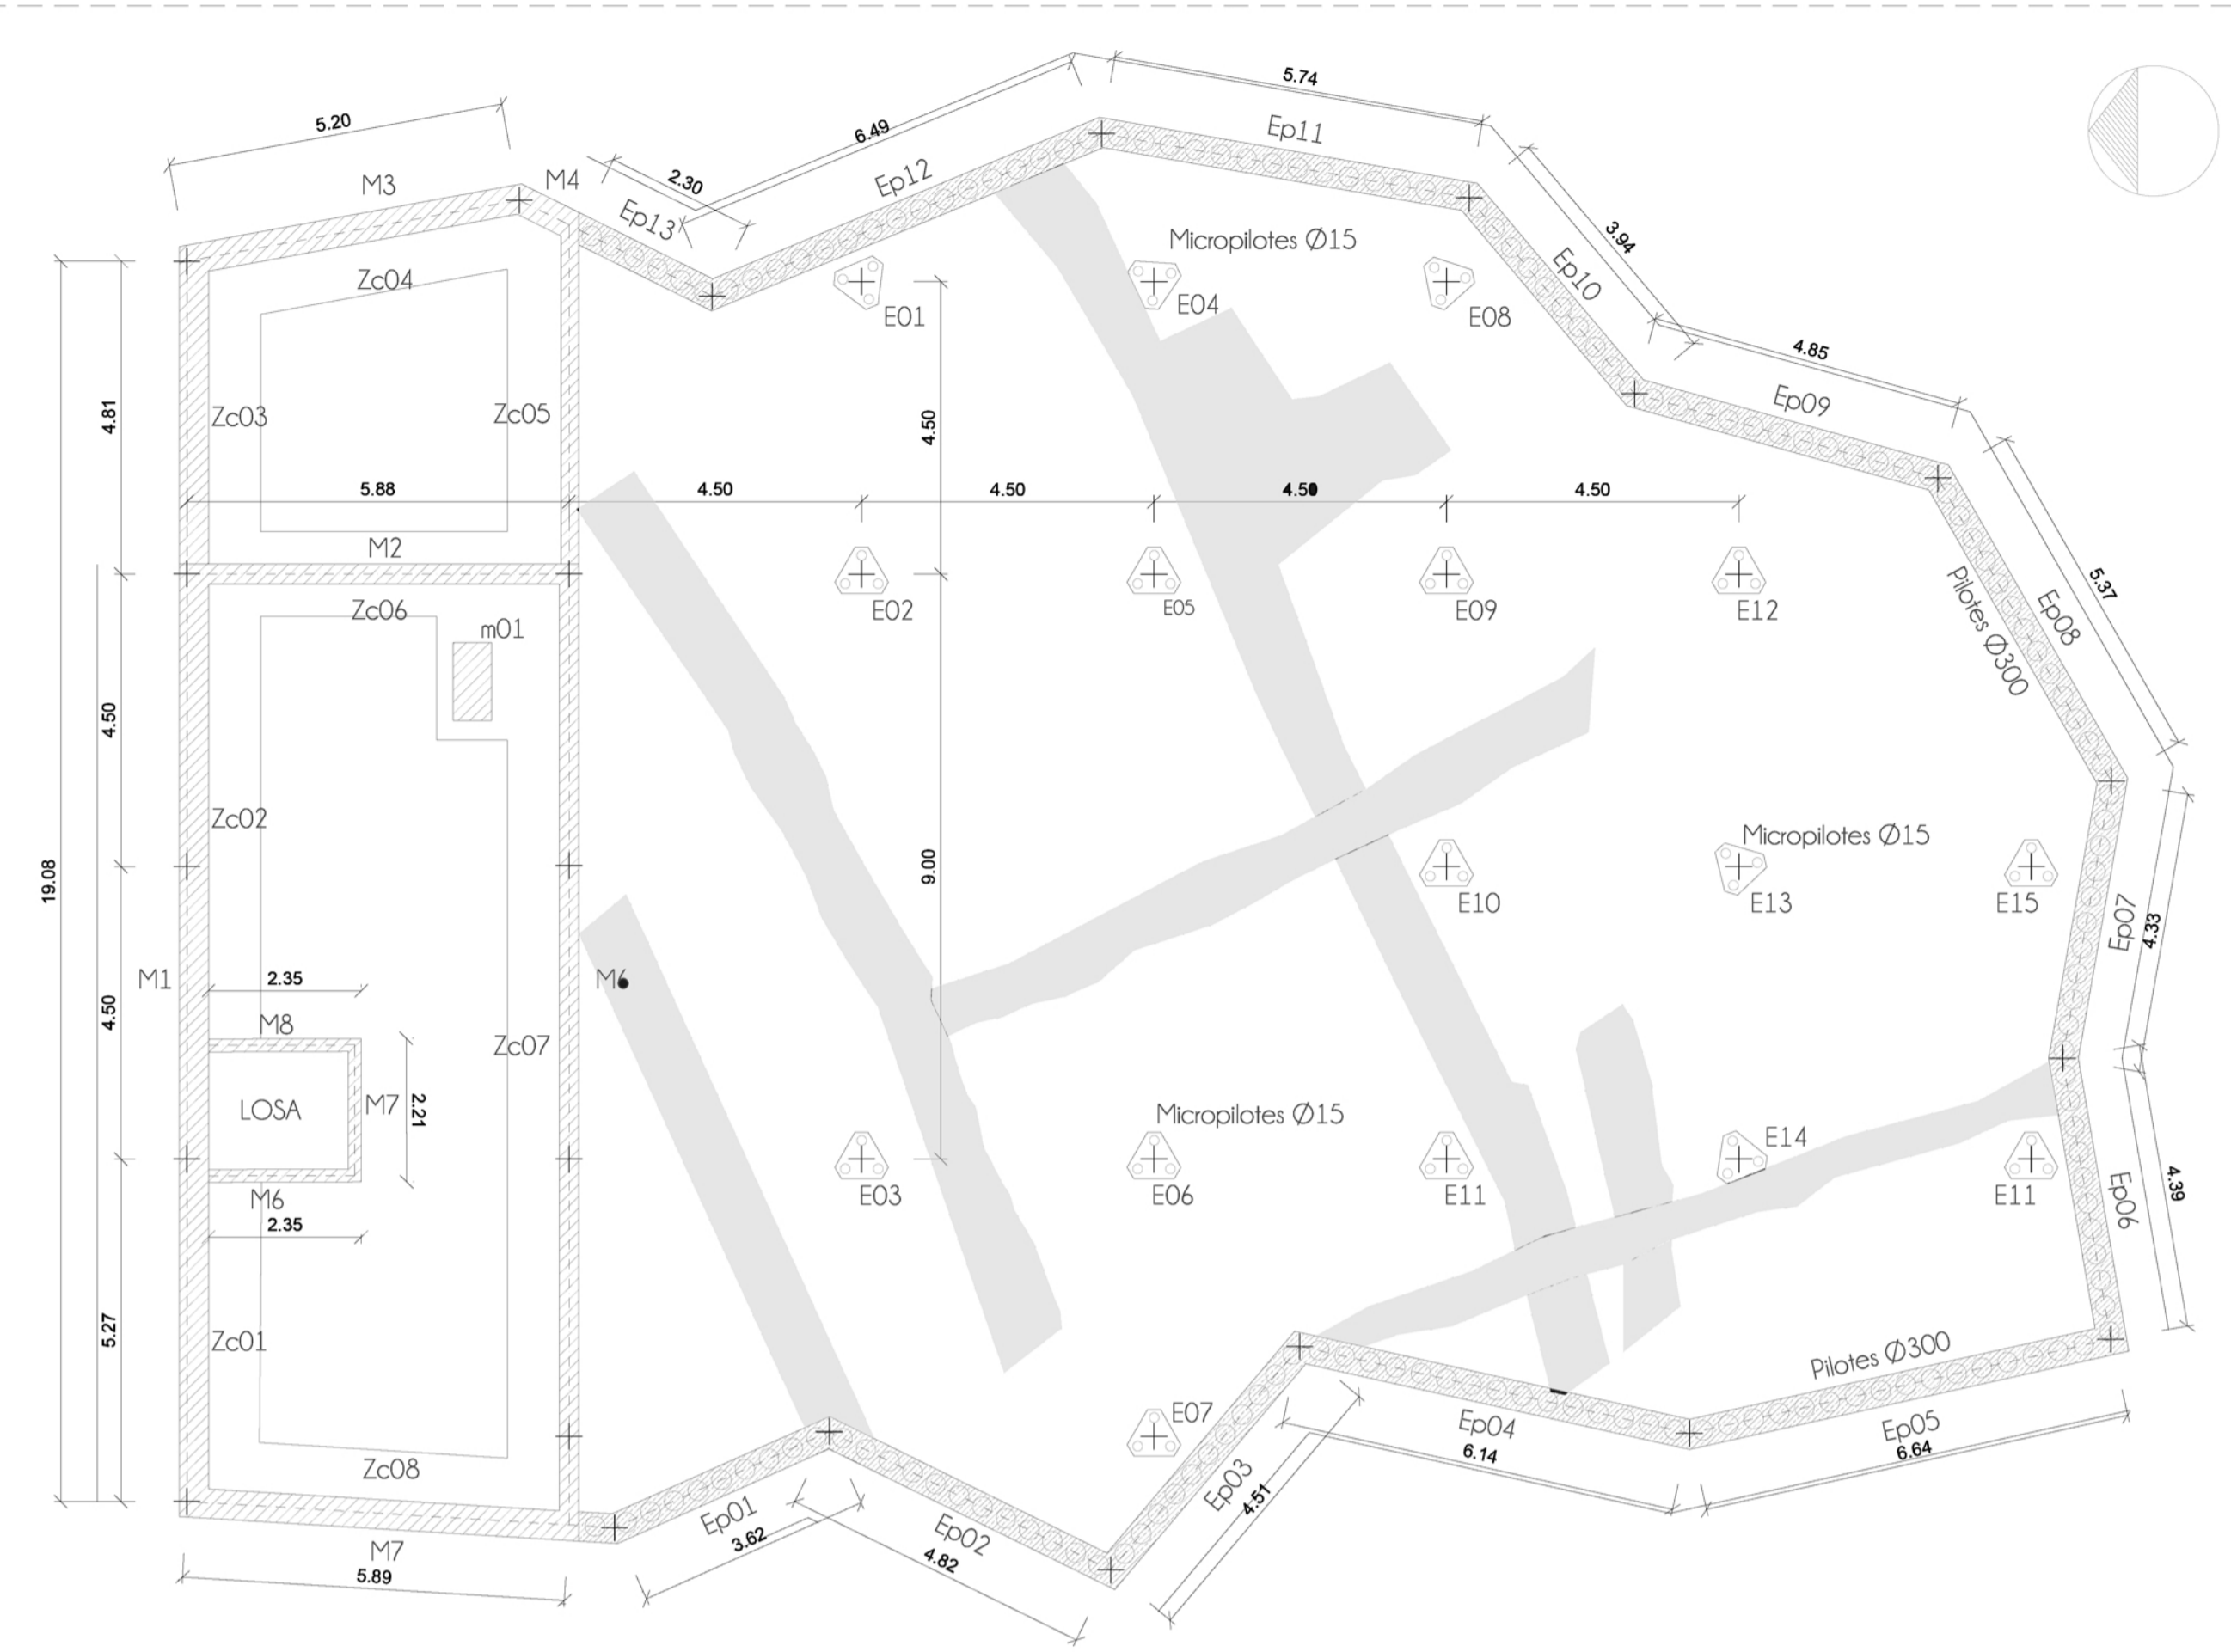 5.74
5.20
6.49
Ep11
M3
M4
2.30
Ep12
Ep13
3.94
Micropilotes Ø15
Zc04
Ep10
E01
E04
E08
4.85
Ep09
4.81
Zc03
Zc05
4.50
5.88
4.50
4.50
4.50
4.50
M2
5.37
Ep08
Pilotes Ø300
Zc06
m01
E02
E05
E09
E12
4.50
Zc02
Micropilotes Ø15
19.08
9.00
E10
E13
E15
Ep07
4.33
M1
2.35
M6
4.50
M8
Zc07
LOSA
M7
2.21
Micropilotes Ø15
E14
M6
2.35
E03
E06
E11
E11
Ep06
4.39
5.27
Zc01
Pilotes Ø300
E07
Ep04
6.14
Ep05
6.64
Zc08
Ep03
4.51
Ep01
3.62
Ep02
4.82
M7
5.89